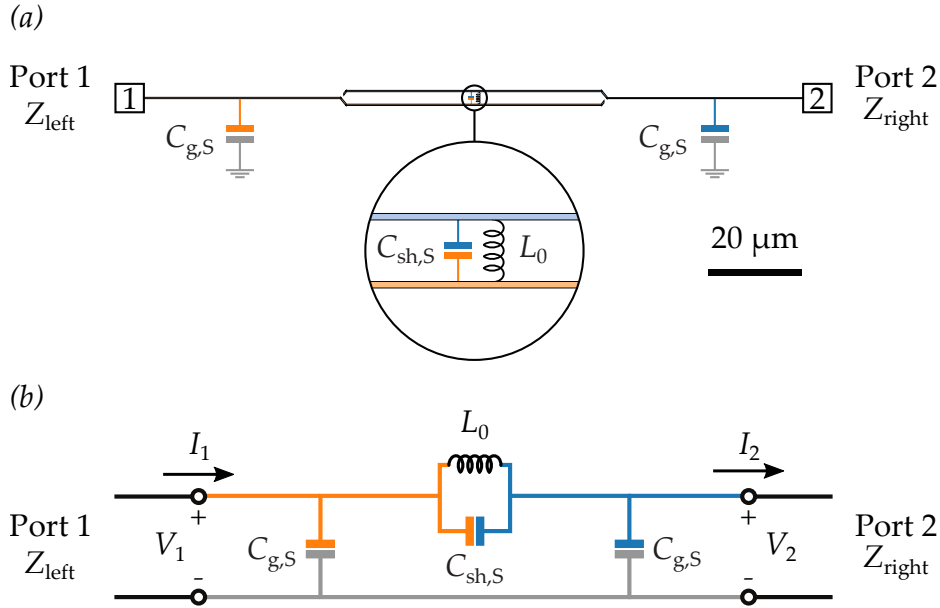 (a)
Port 1
Z_left
1
C_g,S
C_g,S
2
Port 2
Z_right
C_sh,S
L_0
20 μm
(b)
L_0
I_1
I_2
Port 1
Z_left
+
V_1
-
C_g,S
C_sh,S
C_g,S
+
V_2
-
Port 2
Z_right